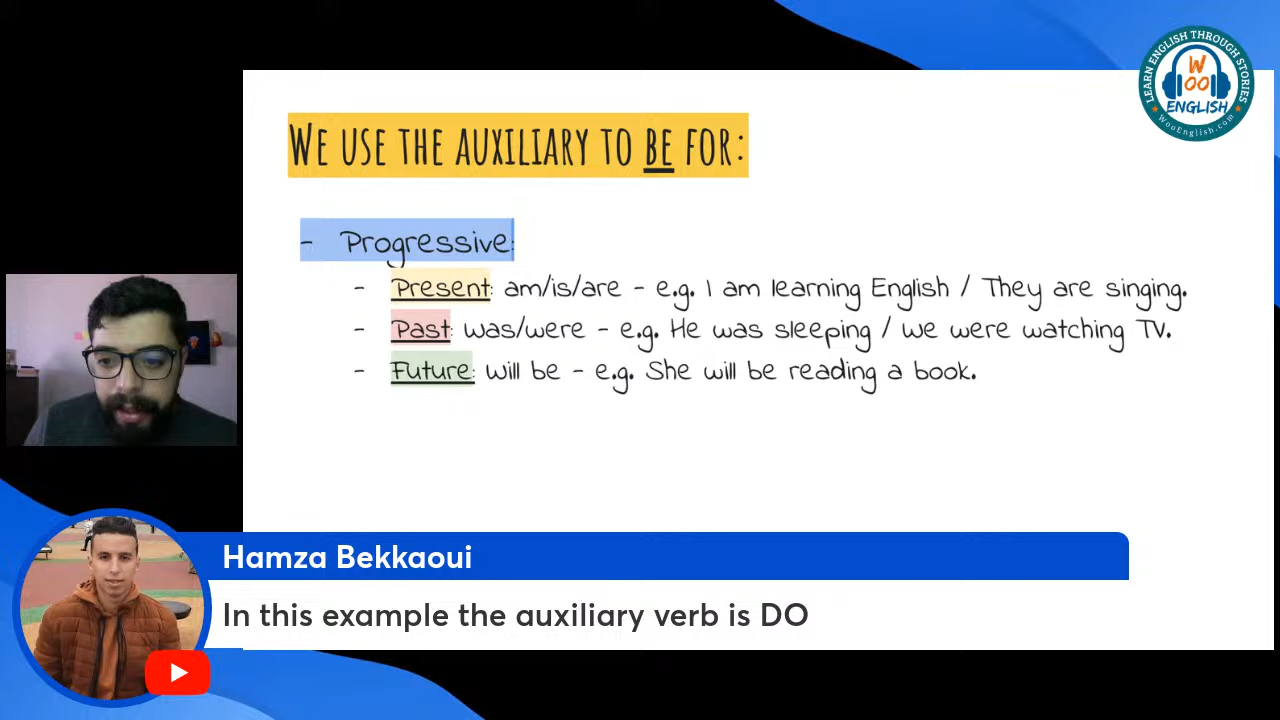 WE USE THE AUXILIARY TO BE FOR:
- Progressive:
- Present: am/is/are - e.g. I am learning English / They are singing.
- Past: was/were - e.g. He was sleeping / we were watching TV.
- Future: will be - e.g. She will be reading a book.
LEARN ENGLISH THROUGH STORIES
WOO
ENGLISH
WooEnglish.com
Hamza Bekkaoui
In this example the auxiliary verb is DO